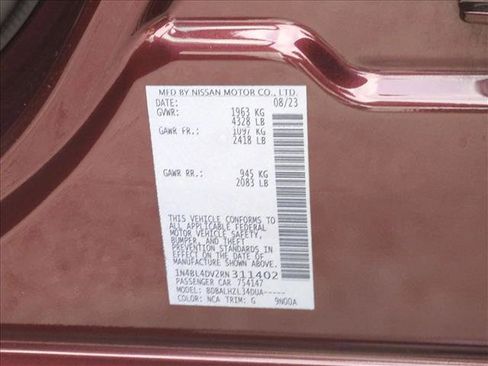 MFD BY NISSAN MOTOR CO., LTD.
DATE: 08/23
GVWR: 1963 KG
4328 LB
GAWR FR.: 1097 KG
2418 LB
GAWR RR.: 945 KG
2083 LB
THIS VEHICLE CONFORMS TO
ALL APPLICABLE FEDERAL
MOTOR VEHICLE SAFETY,
BUMPER, AND THEFT
PREVENTION STANDARDS IN
EFFECT ON THE DATE OF
MANUFACTURE SHOWN ABOVE.
1N4BL4DV2RN311402
PASSENGER CAR 754147
MODEL: BDBALHZL34DUA-----
COLOR: NCA TRIM: G 9N00A